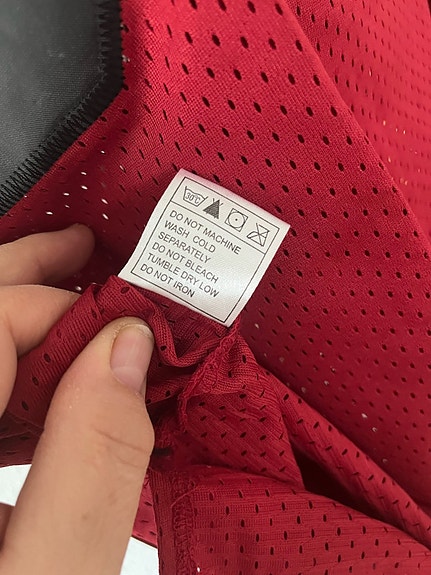 30°C
DO NOT MACHINE
WASH COLD
SEPARATELY
DO NOT BLEACH
TUMBLE DRY LOW
DO NOT IRON